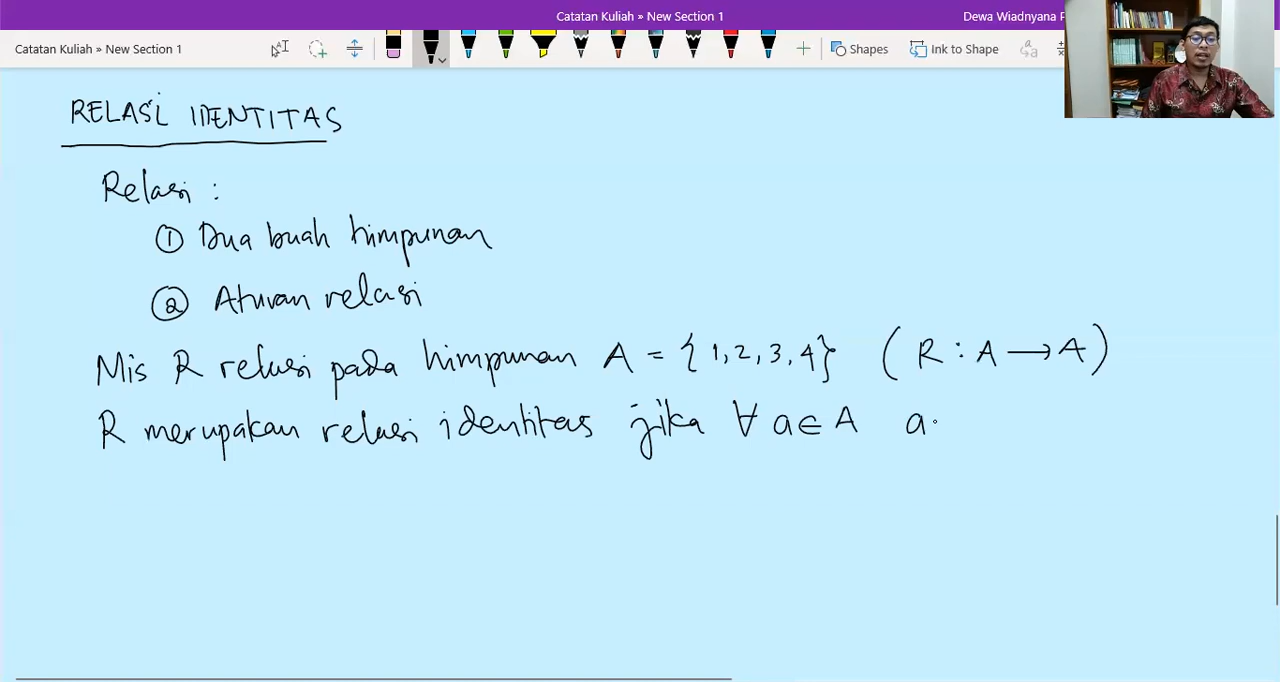 Catatan Kuliah » New Section 1
Dewa Wiadnyana
Catatan Kuliah » New Section 1
Shapes
Ink to Shape
RELASI IDENTITAS
Relasi :
① Dua buah himpunan
② Aturan relasi
Mis R relasi pada himpunan A = {1, 2, 3, 4} (R : A → A)
R merupakan relasi identitas jika ∀ a ∈ A a